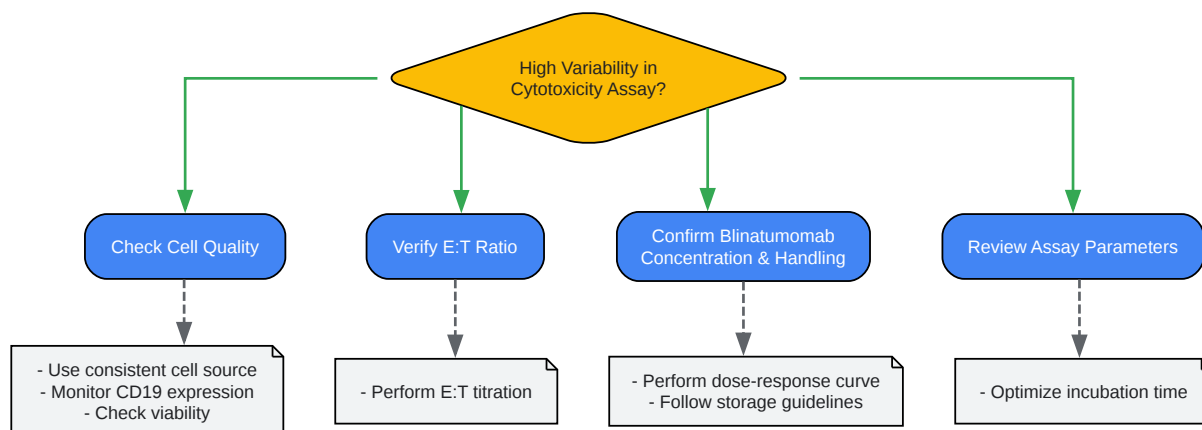 High Variability in
Cytotoxicity Assay?
Check Cell Quality
Verify E:T Ratio
Confirm Blinatumomab
Concentration & Handling
Review Assay Parameters
- Use consistent cell source
- Monitor CD19 expression
- Check viability
- Perform E:T titration
- Perform dose-response curve
- Follow storage guidelines
- Optimize incubation time